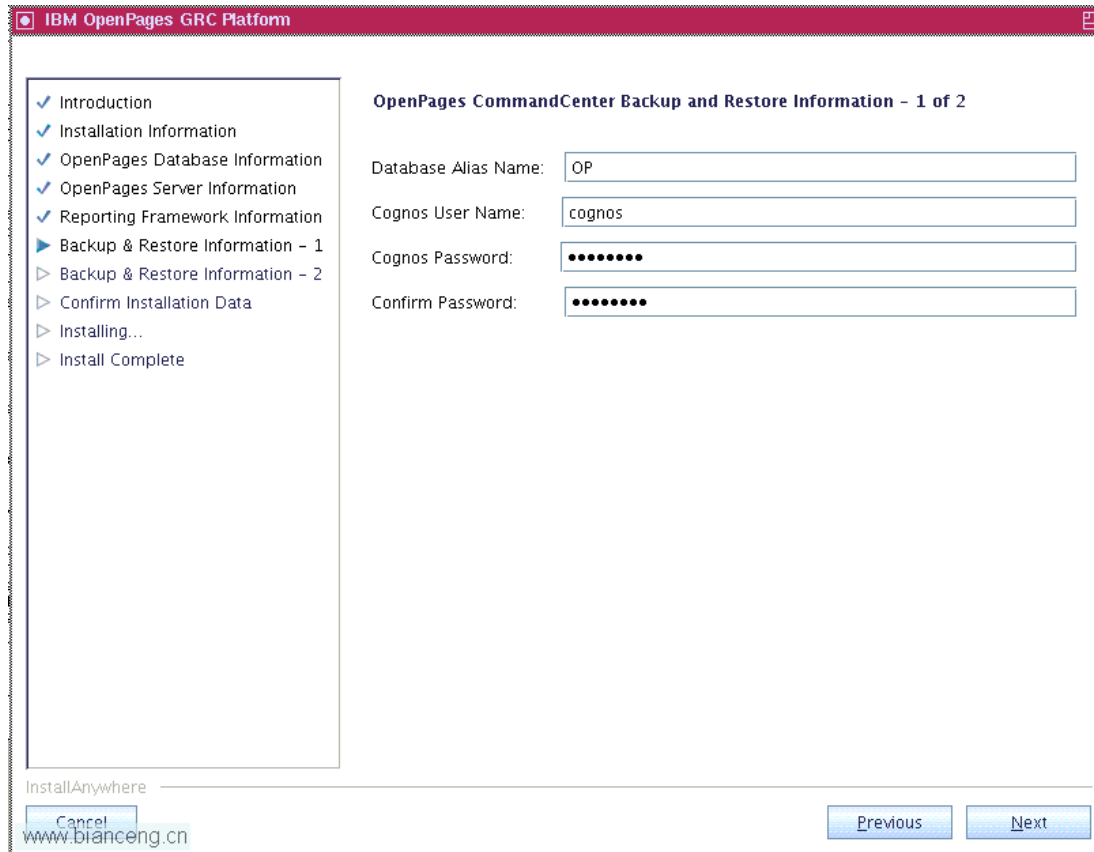 IBM OpenPages GRC Platform
Introduction
Installation Information
OpenPages Database Information
OpenPages Server Information
Reporting Framework Information
Backup & Restore Information - 1
Backup & Restore Information - 2
Confirm Installation Data
Installing...
Install Complete
OpenPages CommandCenter Backup and Restore Information - 1 of 2
Database Alias Name: OP
Cognos User Name: cognos
Cognos Password: ••••••••
Confirm Password: ••••••••
InstallAnywhere
Cancel
Previous
Next
www.bianceng.cn